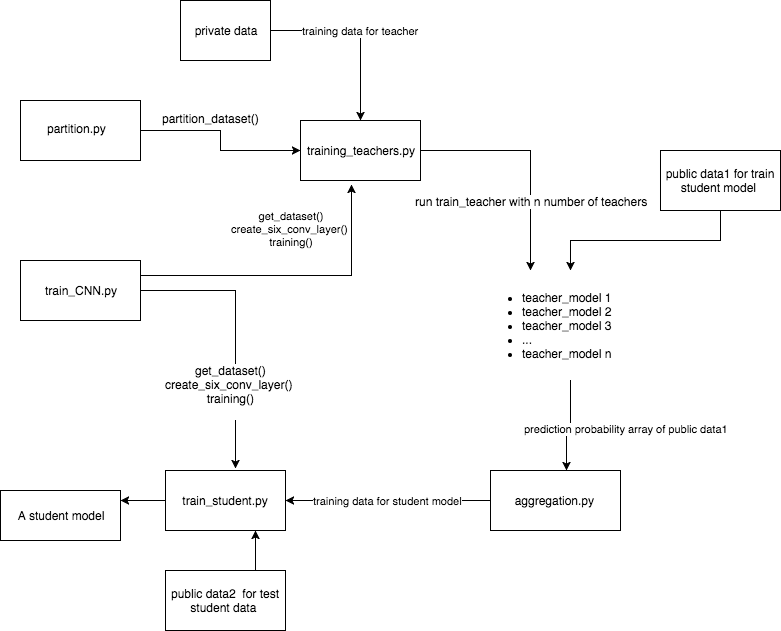 private data
training data for teacher
partition.py
partition_dataset()
training_teachers.py
public data1 for train
student model
run train_teacher with n number of teachers
get_dataset()
create_six_conv_layer()
training()
train_CNN.py
• teacher_model 1
• teacher_model 2
• teacher_model 3
• ...
• teacher_model n
get_dataset()
create_six_conv_layer()
training()
prediction probability array of public data1
train_student.py
training data for student model
aggregation.py
A student model
public data2 for test
student data